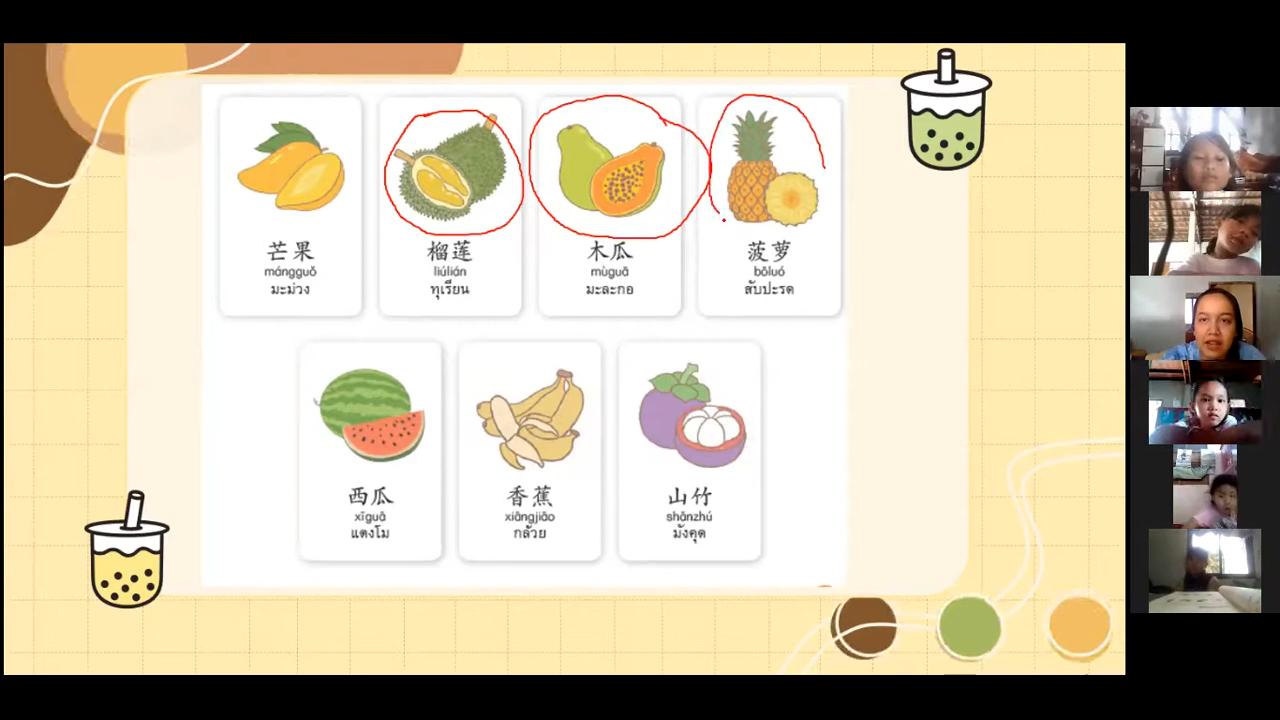 芒果
mángguǒ
มะม่วง
榴莲
liúlián
ทุเรียน
木瓜
mùguā
มะละกอ
菠萝
bōluó
สับปะรด
西瓜
xīguā
แตงโม
香蕉
xiāngjiāo
กล้วย
山竹
shānzhú
มังคุด